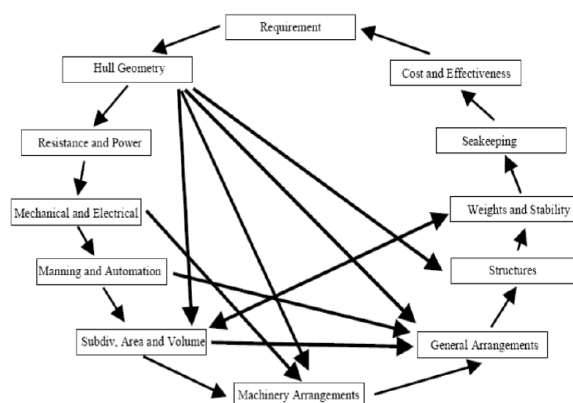 Requirement
Hull Geometry
Cost and Effectiveness
Resistance and Power
Seakeeping
Mechanical and Electrical
Weights and Stability
Manning and Automation
Structures
Subdiv, Area and Volume
General Arrangements
Machinery Arrangements